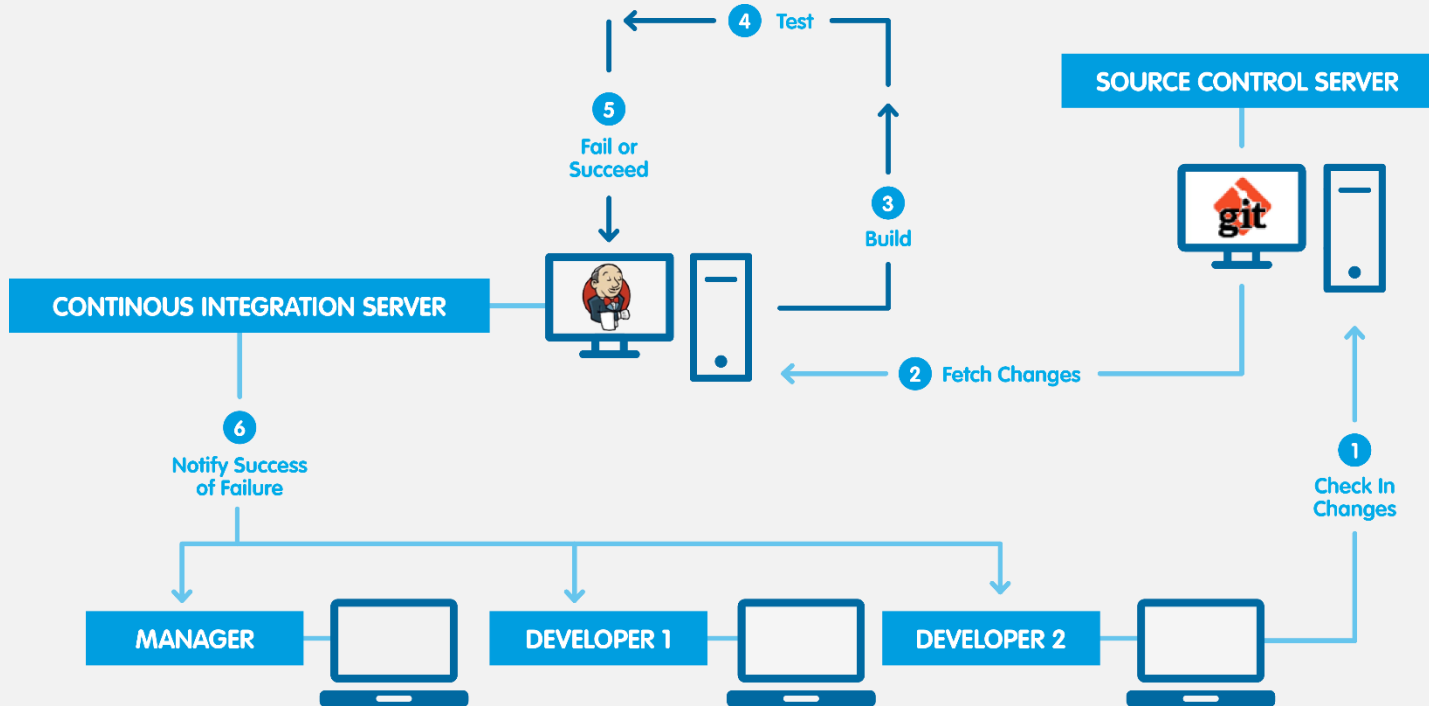 4 Test
SOURCE CONTROL SERVER
5
Fail or
Succeed
git
3
Build
CONTINOUS INTEGRATION SERVER
2 Fetch Changes
6
Notify Success
of Failure
1
Check In
Changes
MANAGER
DEVELOPER 1
DEVELOPER 2